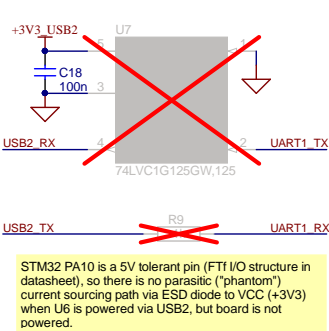 +3V3_USB2
U7
5
1
C18
100n
3
USB2_RX
4
2
UART1_TX
74LVC1G125GW,125
USB2_TX
R9
UART1_RX
STM32 PA10 is a 5V tolerant pin (FTf I/O structure in
datasheet), so there is no parasitic ("phantom")
current sourcing path via ESD diode to VCC (+3V3)
when U6 is powered via USB2, but board is not
powered.